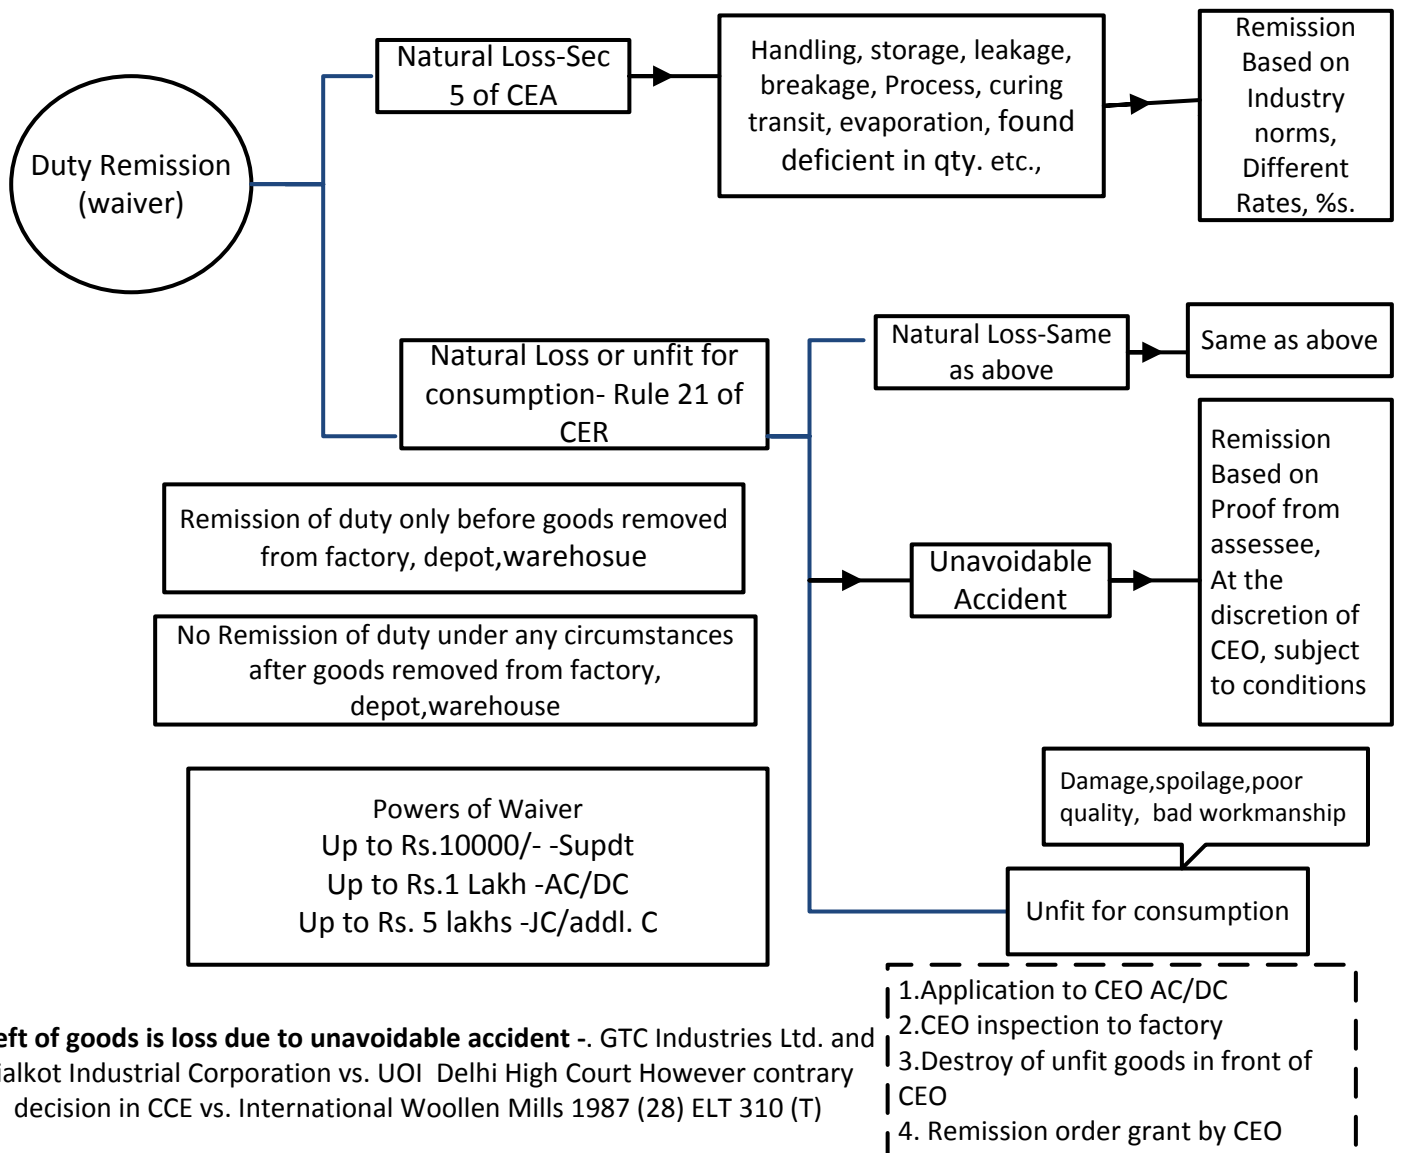 Duty Remission
(waiver)
Natural Loss-Sec
5 of CEA
Handling, storage, leakage,
breakage, Process, curing
transit, evaporation, found
deficient in qty. etc.,
Remission
Based on
Industry
norms,
Different
Rates, %s.
Natural Loss or unfit for
consumption- Rule 21 of
CER
Natural Loss-Same
as above
Same as above
Remission of duty only before goods removed
from factory, depot,warehosue
Unavoidable
Accident
Remission
Based on
Proof from
assessee,
At the
discretion of
CEO, subject
to conditions
No Remission of duty under any circumstances
after goods removed from factory,
depot,warehouse
Powers of Waiver
Up to Rs.10000/- -Supdt
Up to Rs.1 Lakh -AC/DC
Up to Rs. 5 lakhs -JC/addl. C
Damage,spoilage,poor
quality, bad workmanship
Unfit for consumption
1.Application to CEO AC/DC
2.CEO inspection to factory
3.Destroy of unfit goods in front of
CEO
4. Remission order grant by CEO
eft of goods is loss due to unavoidable accident -. GTC Industries Ltd. and
ialkot Industrial Corporation vs. UOI Delhi High Court However contrary
decision in CCE vs. International Woollen Mills 1987 (28) ELT 310 (T)